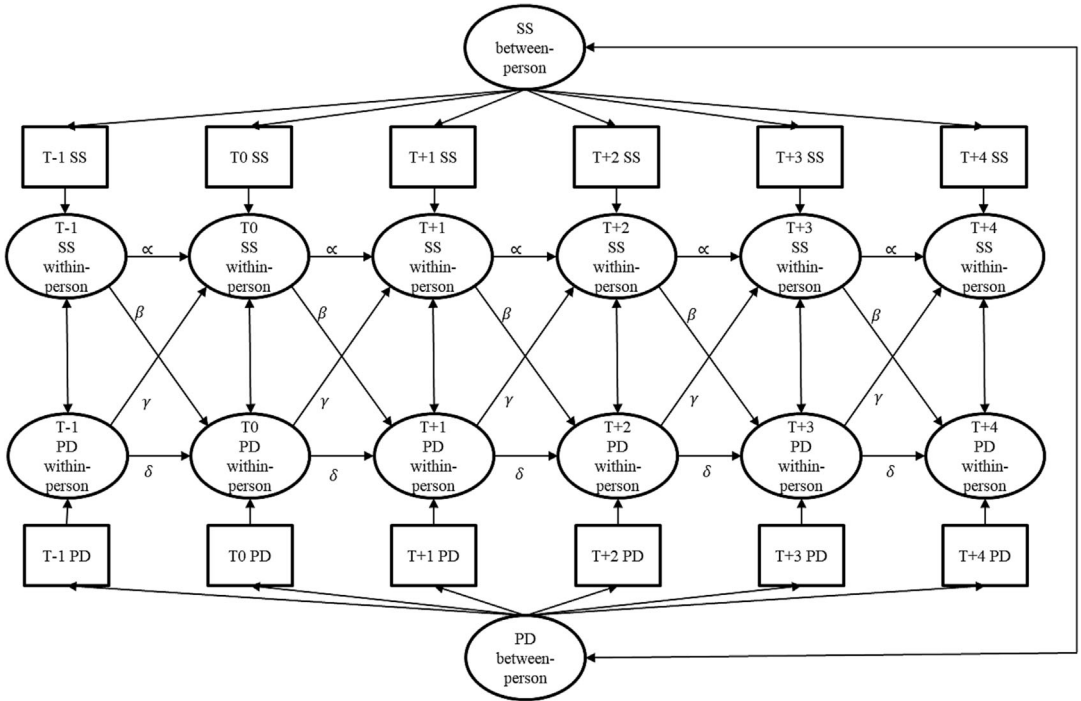 SS
between-
person
T-1 SS
T0 SS
T+1 SS
T+2 SS
T+3 SS
T+4 SS
T-1
SS
within-
person
T0
SS
within-
person
T+1
SS
within-
person
T+2
SS
within-
person
T+3
SS
within-
person
T+4
SS
within-
person
∝
∝
∝
∝
∝
β
β
β
β
β
γ
γ
γ
γ
γ
T-1
PD
within-
person
T0
PD
within-
person
T+1
PD
within-
person
T+2
PD
within-
person
T+3
PD
within-
person
T+4
PD
within-
person
δ
δ
δ
δ
δ
T-1 PD
T0 PD
T+1 PD
T+2 PD
T+3 PD
T+4 PD
PD
between-
person